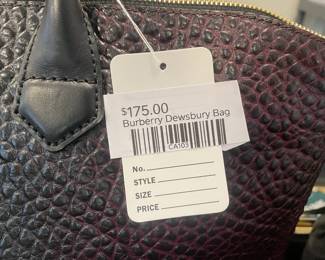 $175.00
Burberry Dewsbury Bag
CA103
No.
STYLE
SIZE
PRICE